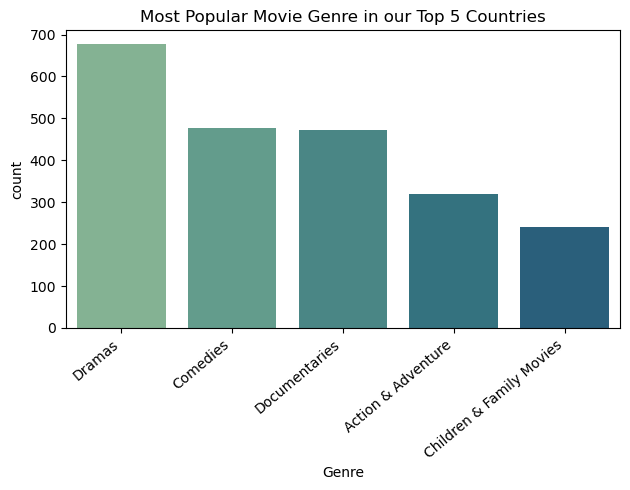 Most Popular Movie Genre in our Top 5 Countries
700
600
500
400
300
200
100
0
count
Dramas
Comedies
Documentaries
Action & Adventure
Children & Family Movies
Genre